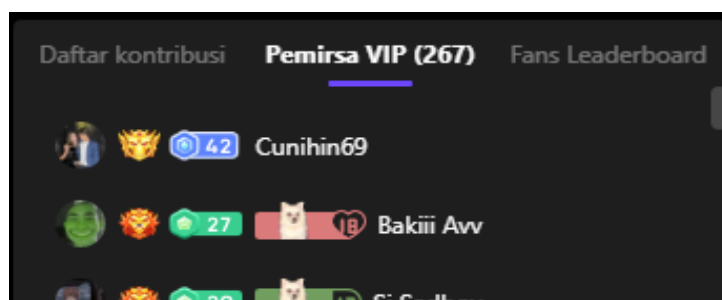 Daftar kontribusi Pemirsa VIP (267) Fans Leaderboard
42 Cunihin69
27 18 Bakiii Avv